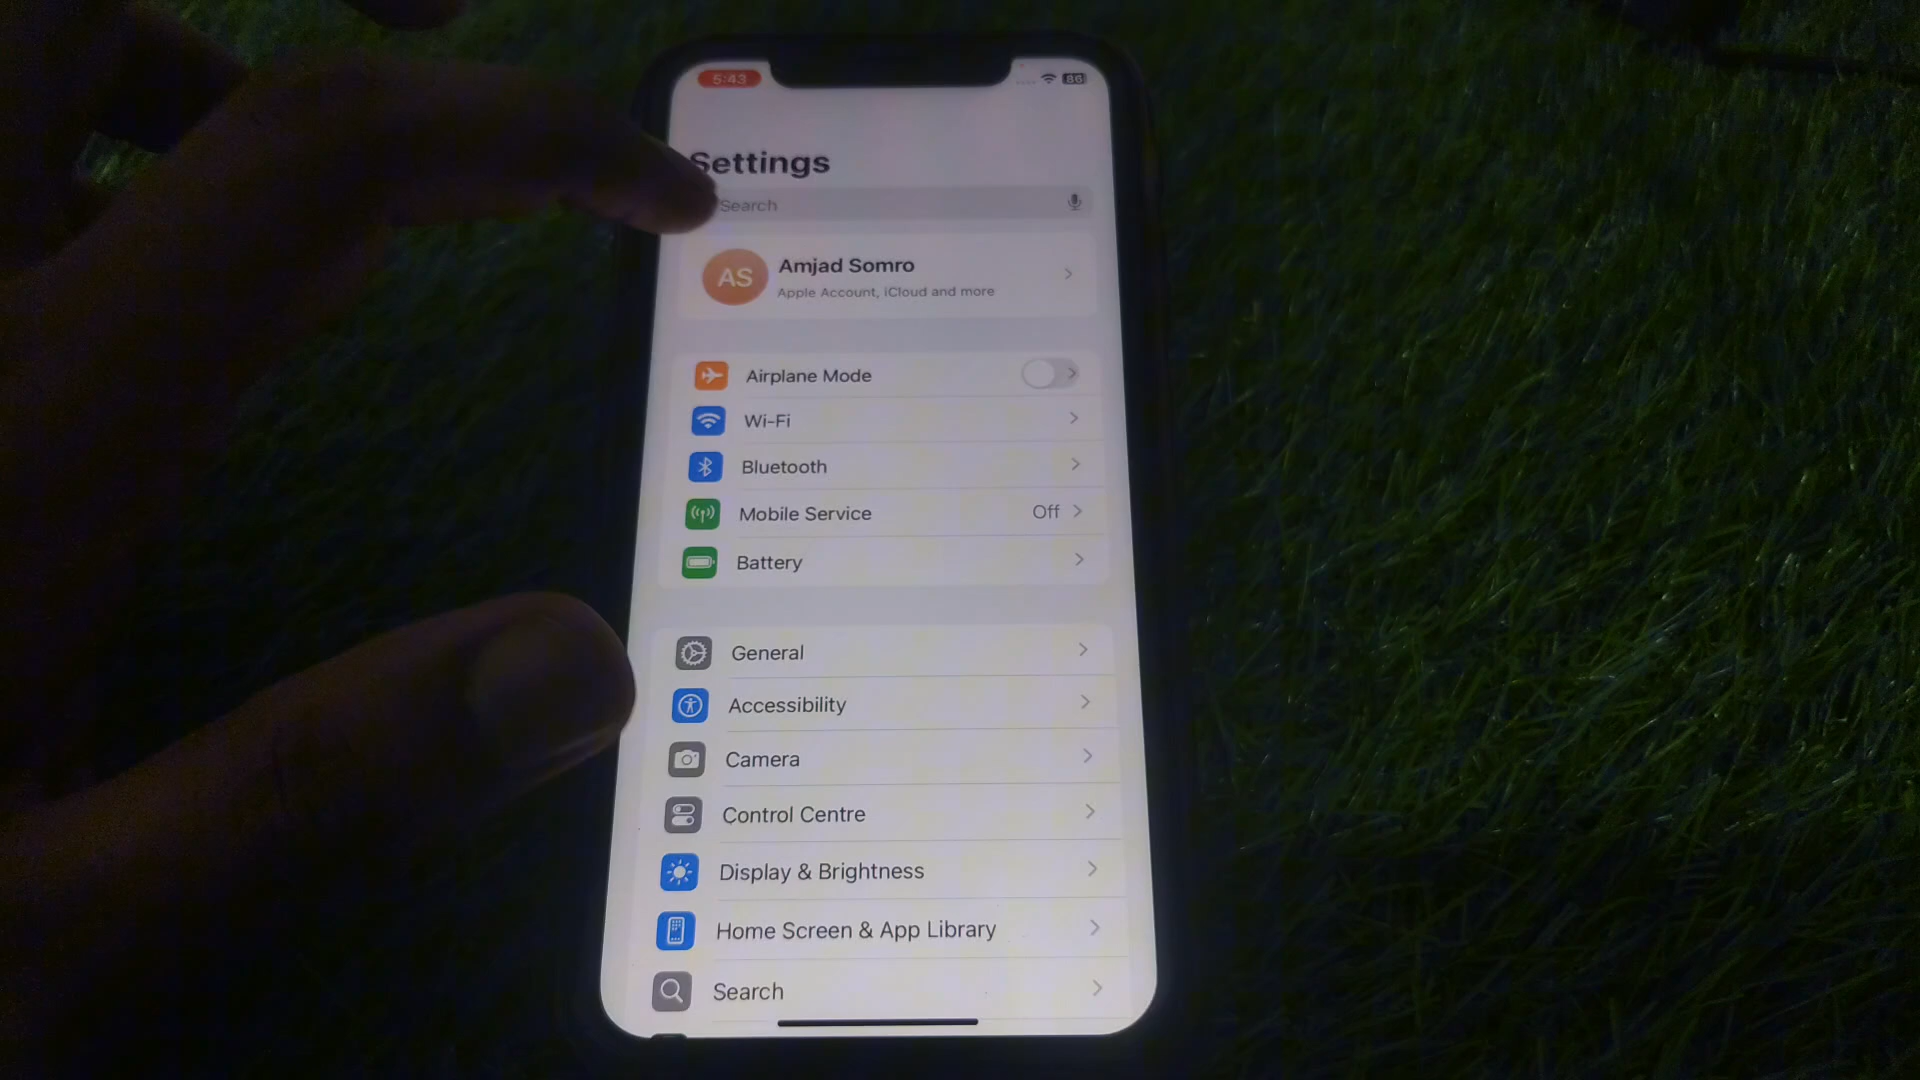 5:43
86
Settings
Search
AS
Amjad Somro
Apple Account, iCloud and more
Airplane Mode
Wi-Fi
Bluetooth
Mobile Service Off
Battery
General
Accessibility
Camera
Control Centre
Display & Brightness
Home Screen & App Library
Search